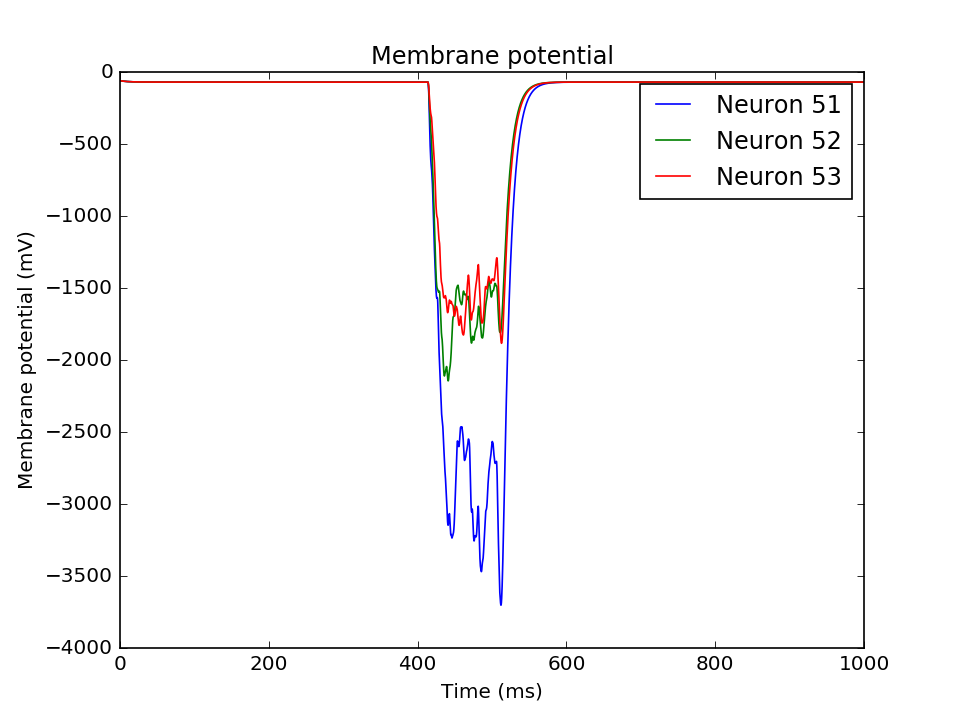 Membrane potential
0
−500
−1000
−1500
−2000
−2500
−3000
−3500
−4000
Membrane potential (mV)
Neuron 51
Neuron 52
Neuron 53
0 200 400 600 800 1000
Time (ms)